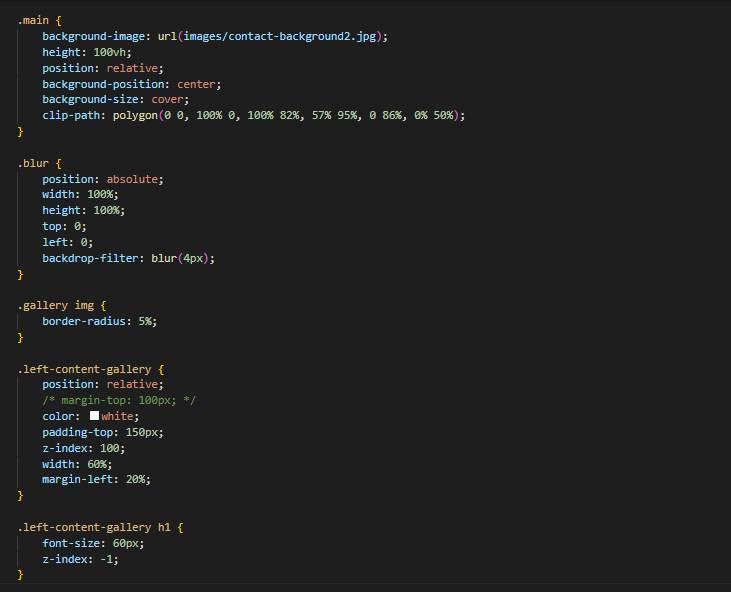 .main {
background-image: url(images/contact-background2.jpg);
height: 100vh;
position: relative;
background-position: center;
background-size: cover;
clip-path: polygon(0 0, 100% 0, 100% 82%, 57% 95%, 0 86%, 0% 50%);
}
.blur {
position: absolute;
width: 100%;
height: 100%;
top: 0;
left: 0;
backdrop-filter: blur(4px);
}
.gallery img {
border-radius: 5%;
}
.left-content-gallery {
position: relative;
/* margin-top: 100px; */
color: white;
padding-top: 150px;
z-index: 100;
width: 60%;
margin-left: 20%;
}
.left-content-gallery h1 {
font-size: 60px;
z-index: -1;
}